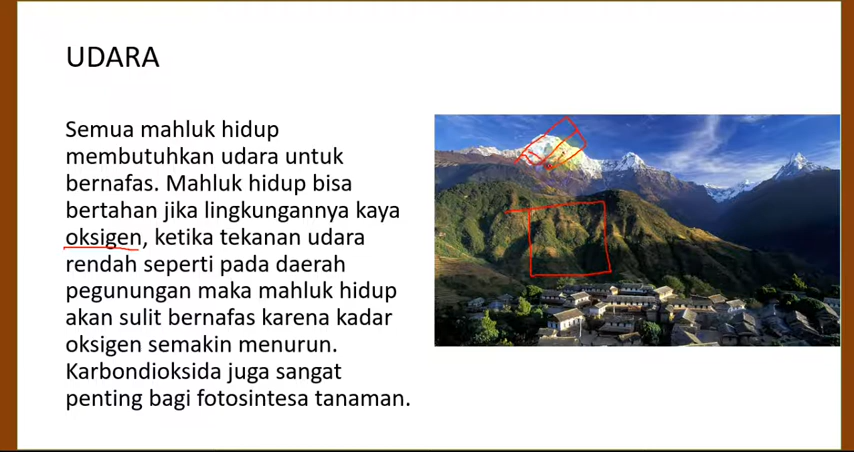 UDARA
Semua mahluk hidup
membutuhkan udara untuk
bernafas. Mahluk hidup bisa
bertahan jika lingkungannya kaya
oksigen, ketika tekanan udara
rendah seperti pada daerah
pegunungan maka mahluk hidup
akan sulit bernafas karena kadar
oksigen semakin menurun.
Karbondioksida juga sangat
penting bagi fotosintesa tanaman.